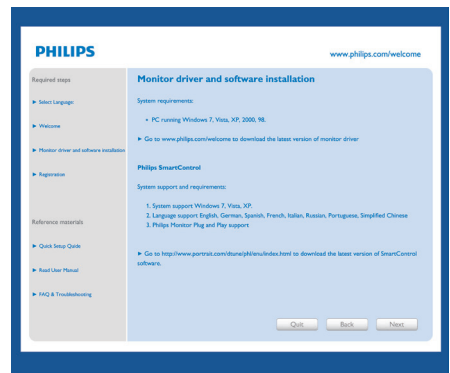 PHILIPS
www.philips.com/welcome
Required steps
► Select Language:
► Welcome
► Monitor driver and software installation
► Registration
Reference materials
► Quick Setup Quide
► Read User Manual
► FAQ & Troubleshooting
Monitor driver and software installation
System requirements:
• PC running Windows 7, Vista, XP, 2000, 98,
► Go to www.philips.com/welcome to download the latest version of monitor driver
Philips SmartControl
System support and requirements:
1. System support Windows 7, Vista, XP.
2. Language support English, German, Spanish, French, Italian, Russian, Portuguese, Simplified Chinese
3. Philips Monitor Plug and Play support
► Go to http://www.portrait.com/dtune/phl/enu/index.html to download the latest version of SmartControl
software.
Quit
Back
Next